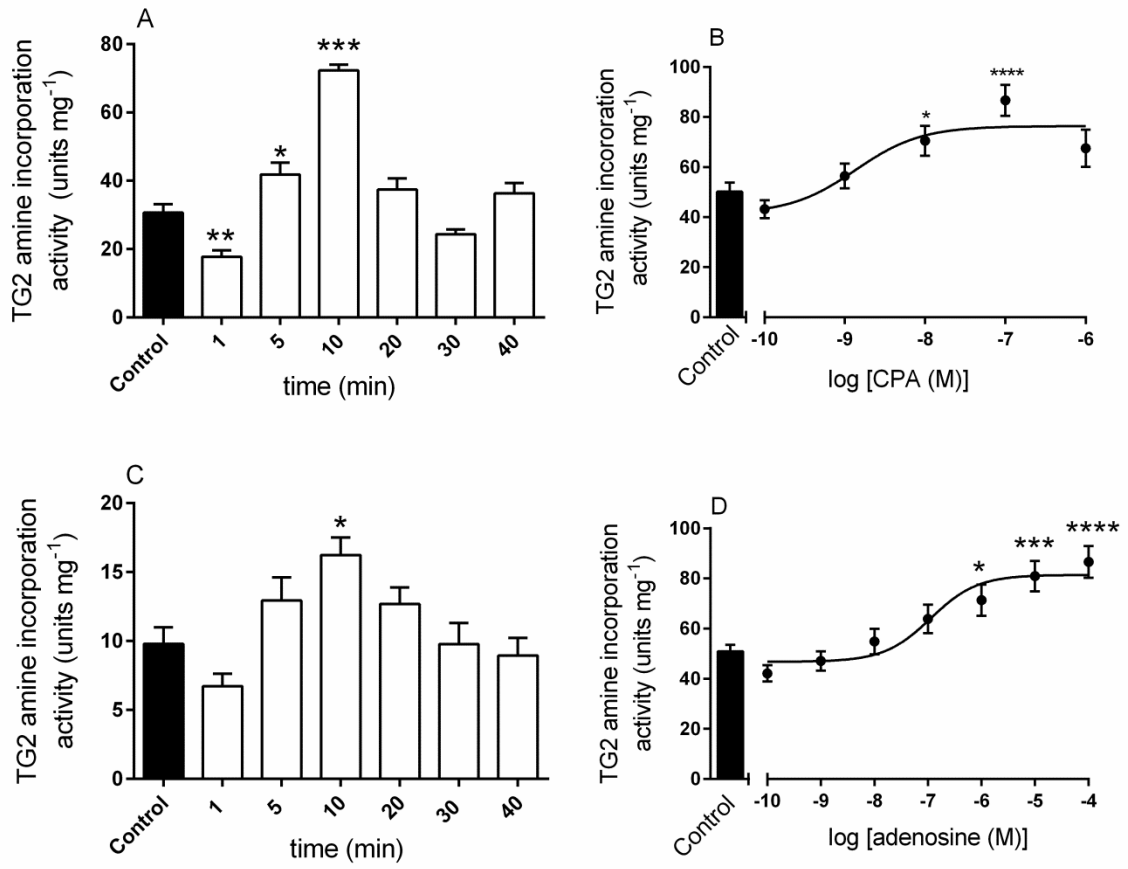 A
TG2 amine incorporation
activity (units mg-1)
80
60
40
20
0
***
*
**
Control
1
5
10
20
30
40
time (min)
B
TG2 amine incororation
activity (units mg-1)
100
80
60
40
20
0
****
*
Control
-10
-9
-8
-7
-6
log [CPA (M)]
C
TG2 amine incorporation
activity (units mg-1)
20
15
10
5
0
*
Control
1
5
10
20
30
40
time (min)
D
TG2 amine incorporation
activity (units mg-1)
100
80
60
40
20
0
****
***
*
Control
-10
-9
-8
-7
-6
-5
-4
log [adenosine (M)]